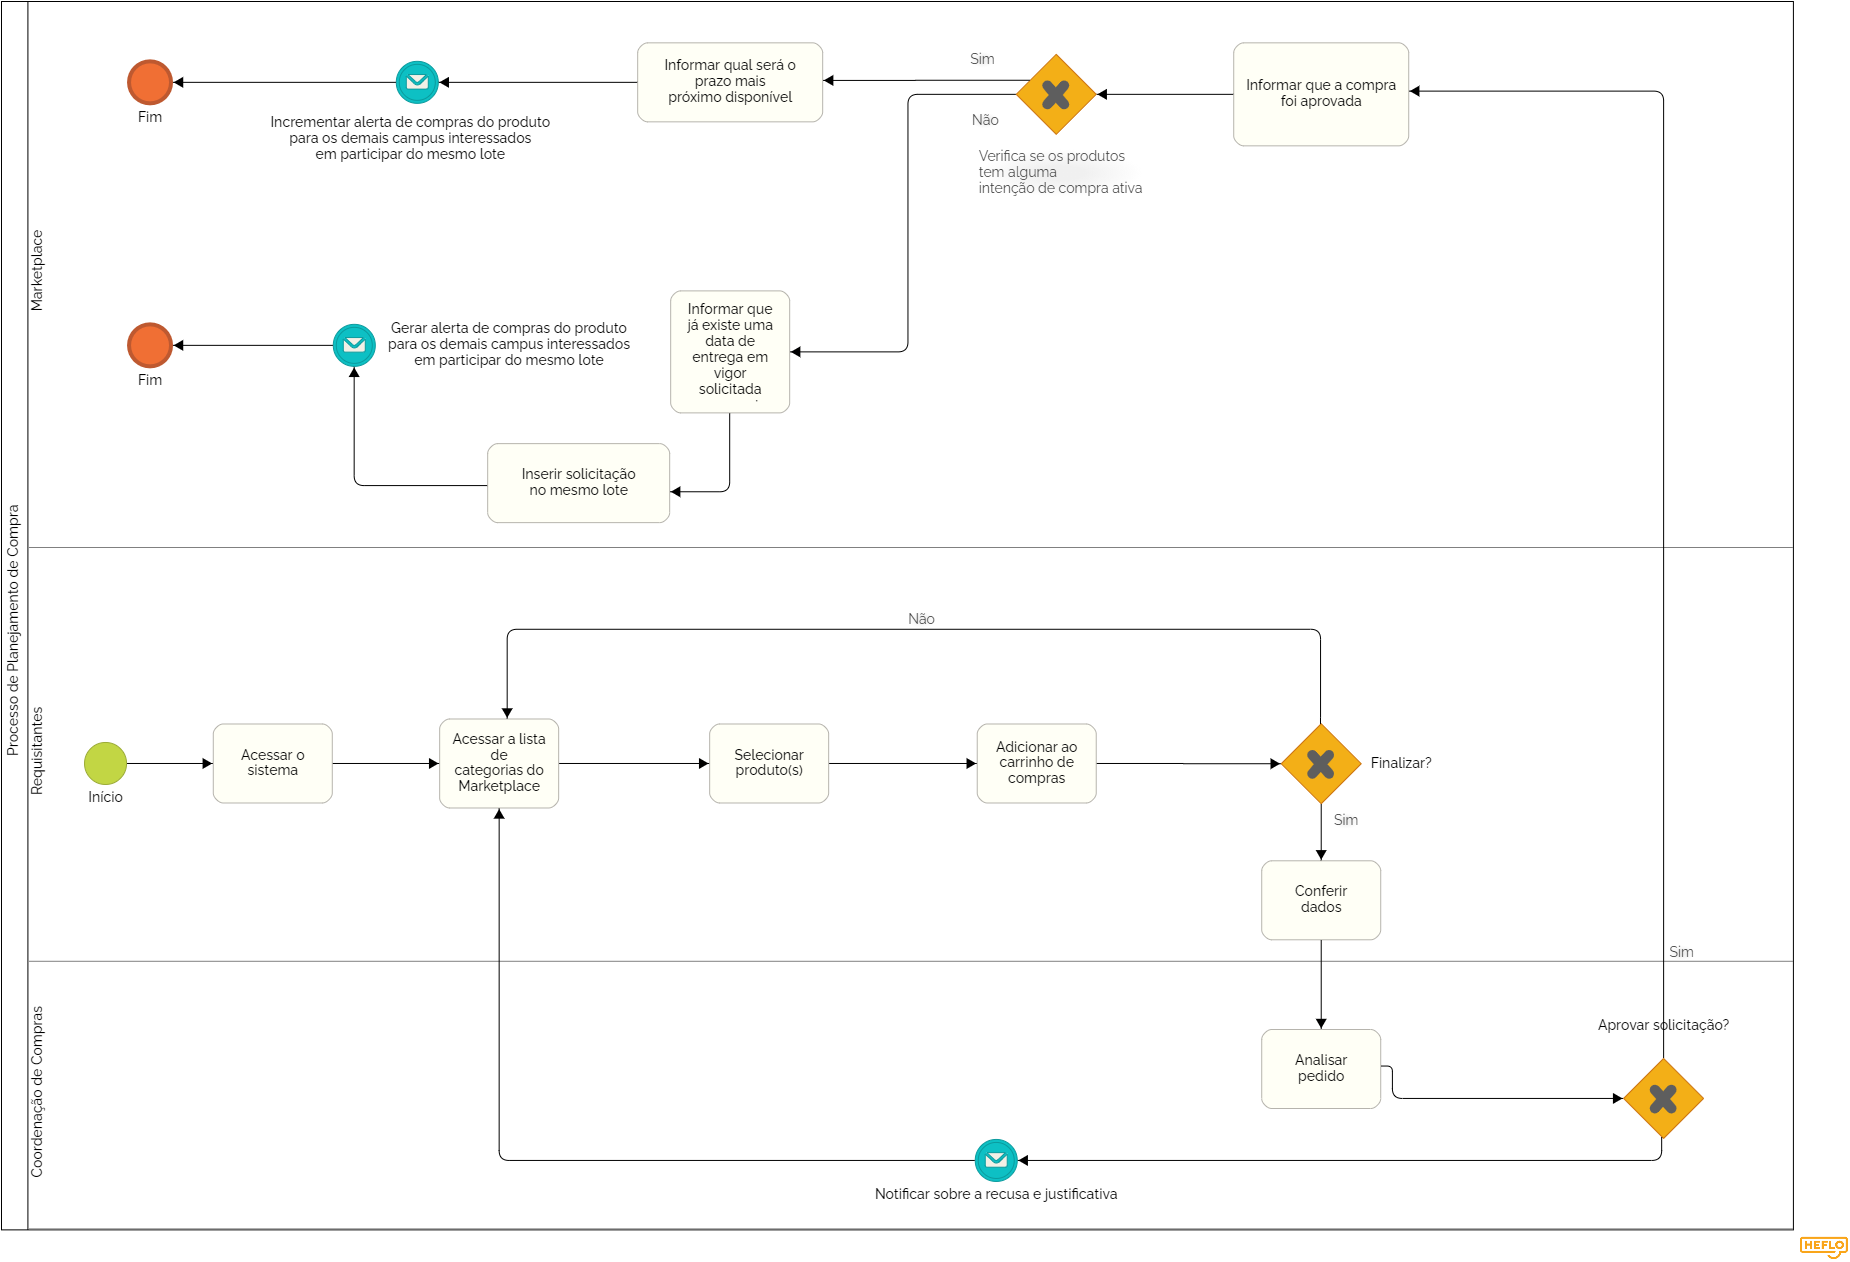 Processo de Planejamento de Compra
Marketplace
Fim
Incrementar alerta de compras do produto
para os demais campus interessados
em participar do mesmo lote
Informar qual será o
prazo mais
próximo disponível
Sim
Não
Verifica se os produtos
tem alguma
intenção de compra ativa
Informar que a compra
foi aprovada
Fim
Gerar alerta de compras do produto
para os demais campus interessados
em participar do mesmo lote
Informar que
já existe uma
data de
entrega em
vigor
solicitada
Inserir solicitação
no mesmo lote
Requisitantes
Não
Início
Acessar o
sistema
Acessar a lista
de
categorias do
Marketplace
Selecionar
produto(s)
Adicionar ao
carrinho de
compras
Finalizar?
Sim
Conferir
dados
Coordenação de Compras
Sim
Aprovar solicitação?
Analisar
pedido
Notificar sobre a recusa e justificativa
HEFLO